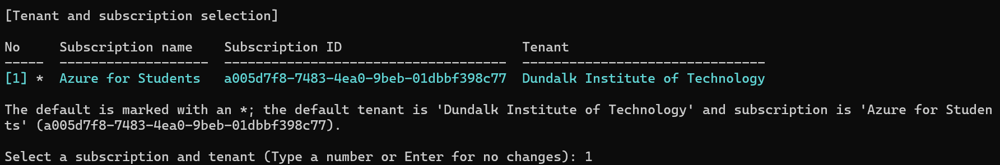 [Tenant and subscription selection]
No     Subscription name    Subscription ID                       Tenant
-----  -------------------  ------------------------------------  -------------------------------
[1] *  Azure for Students   a005d7f8-7483-4ea0-9beb-01dbbf398c77  Dundalk Institute of Technology
The default is marked with an *; the default tenant is 'Dundalk Institute of Technology' and subscription is 'Azure for Studen
ts' (a005d7f8-7483-4ea0-9beb-01dbbf398c77).
Select a subscription and tenant (Type a number or Enter for no changes): 1